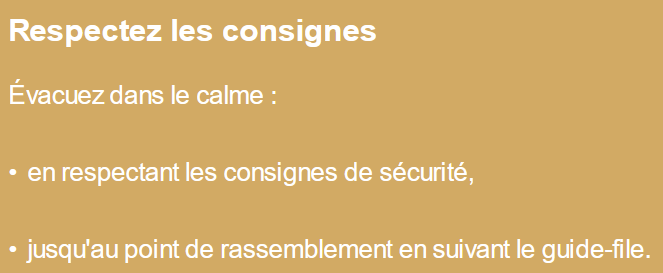 Respectez les consignes
Évacuez dans le calme :
• en respectant les consignes de sécurité,
• jusqu'au point de rassemblement en suivant le guide-file.